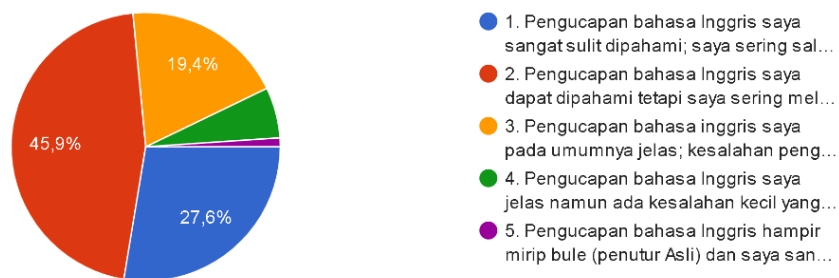 19,4%
45,9%
27,6%
1. Pengucapan bahasa Inggris saya
sangat sulit dipahami; saya sering sal...
2. Pengucapan bahasa Inggris saya
dapat dipahami tetapi saya sering mel...
3. Pengucapan bahasa inggris saya
pada umumnya jelas; kesalahan peng...
4. Pengucapan bahasa Inggris saya
jelas namun ada kesalahan kecil yang...
5. Pengucapan bahasa Inggris hampir
mirip bule (penutur Asli) dan saya san...